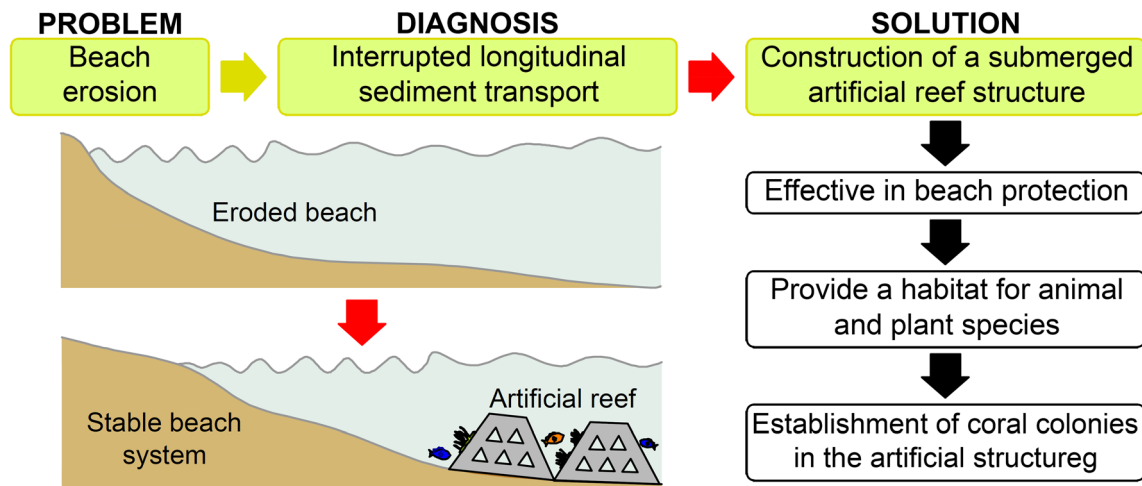 PROBLEM
Beach
erosion
DIAGNOSIS
Interrupted longitudinal
sediment transport
SOLUTION
Construction of a submerged
artificial reef structure
Eroded beach
Effective in beach protection
Provide a habitat for animal
and plant species
Stable beach
system
Artificial reef
Establishment of coral colonies
in the artificial structureg